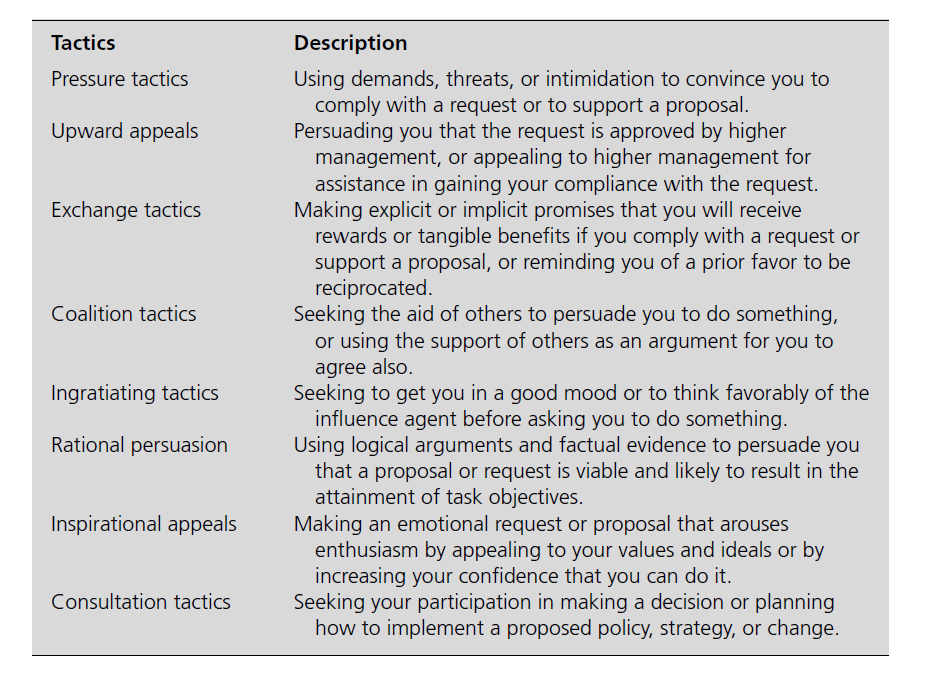 Tactics Description
Pressure tactics Using demands, threats, or intimidation to convince you to
comply with a request or to support a proposal.
Upward appeals Persuading you that the request is approved by higher
management, or appealing to higher management for
assistance in gaining your compliance with the request.
Exchange tactics Making explicit or implicit promises that you will receive
rewards or tangible benefits if you comply with a request or
support a proposal, or reminding you of a prior favor to be
reciprocated.
Coalition tactics Seeking the aid of others to persuade you to do something,
or using the support of others as an argument for you to
agree also.
Ingratiating tactics Seeking to get you in a good mood or to think favorably of the
influence agent before asking you to do something.
Rational persuasion Using logical arguments and factual evidence to persuade you
that a proposal or request is viable and likely to result in the
attainment of task objectives.
Inspirational appeals Making an emotional request or proposal that arouses
enthusiasm by appealing to your values and ideals or by
increasing your confidence that you can do it.
Consultation tactics Seeking your participation in making a decision or planning
how to implement a proposed policy, strategy, or change.